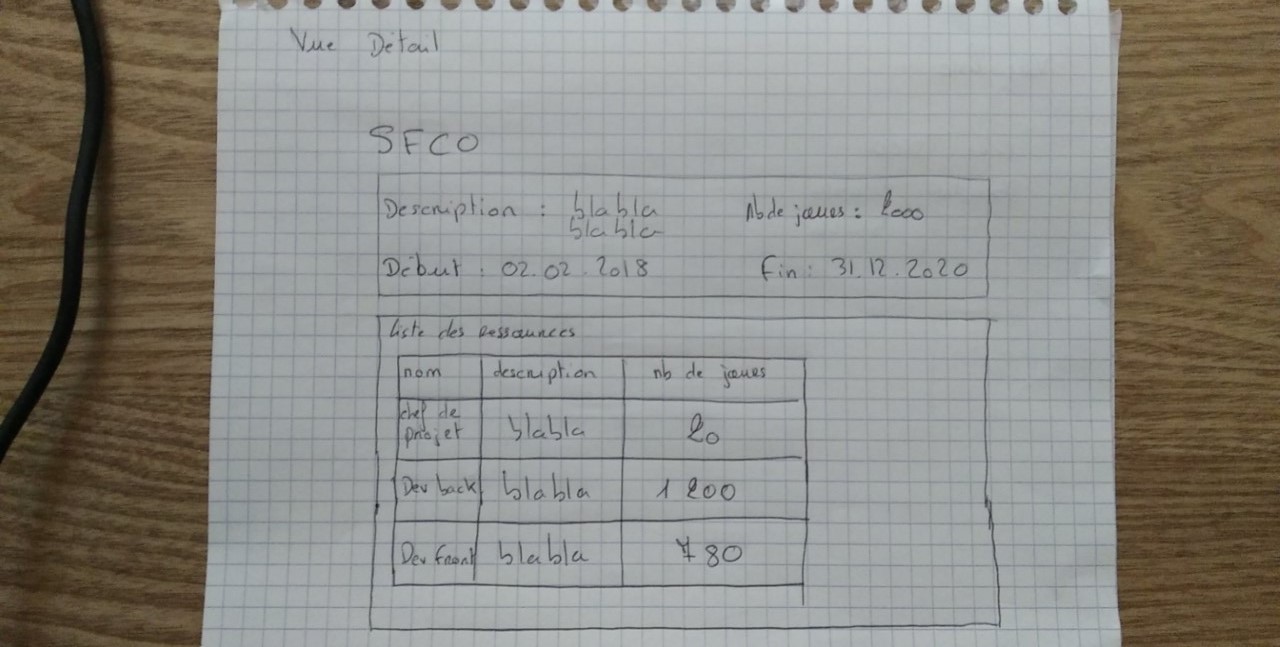 Vue Détail
SFCO
Description : blabla Nb de jours : 2000
blabla
Début : 02.02.2018 Fin : 31.12.2020
liste des ressources
nom description nb de jours
chef de
projet blabla 20
Dev back blabla 1 200
Dev front blabla 780